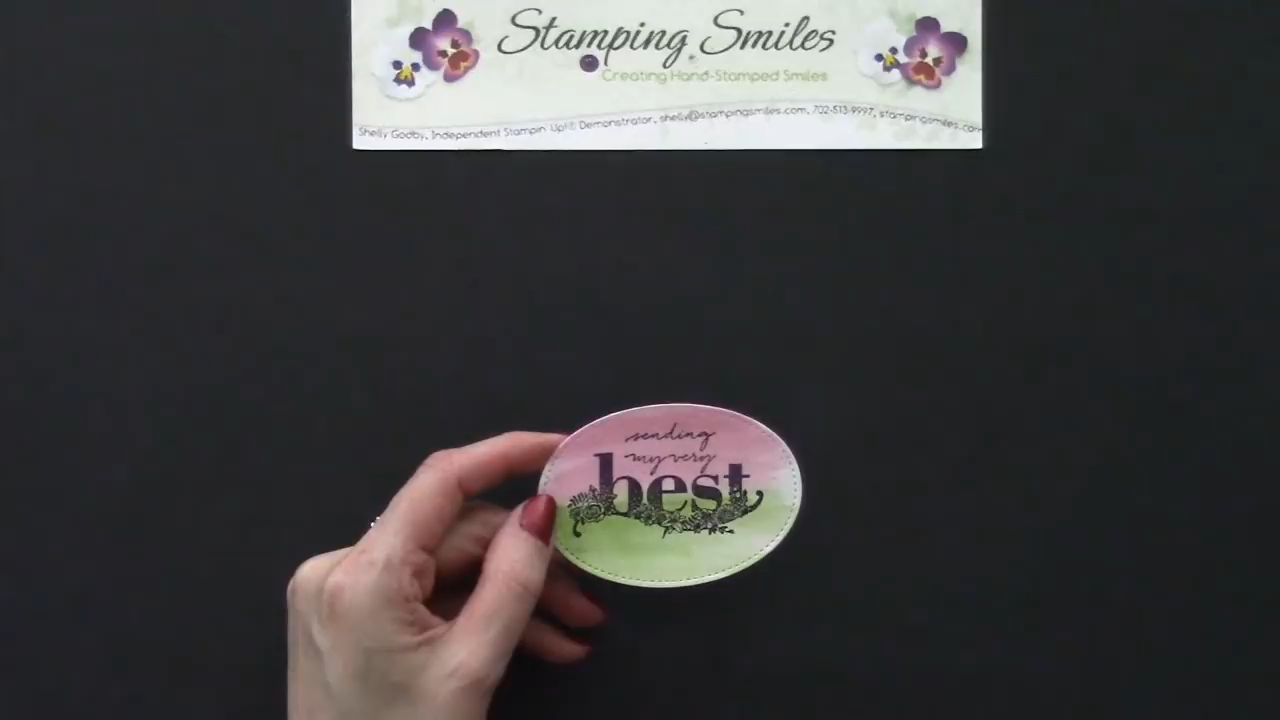 Stamping Smiles
Creating Hand-Stamped Smiles
Shelly Godby, Independent Stampin' Up!® Demonstrator, shelly@stampingsmiles.com, 702-513-9997, stampingsmiles.com
sending
my very
best